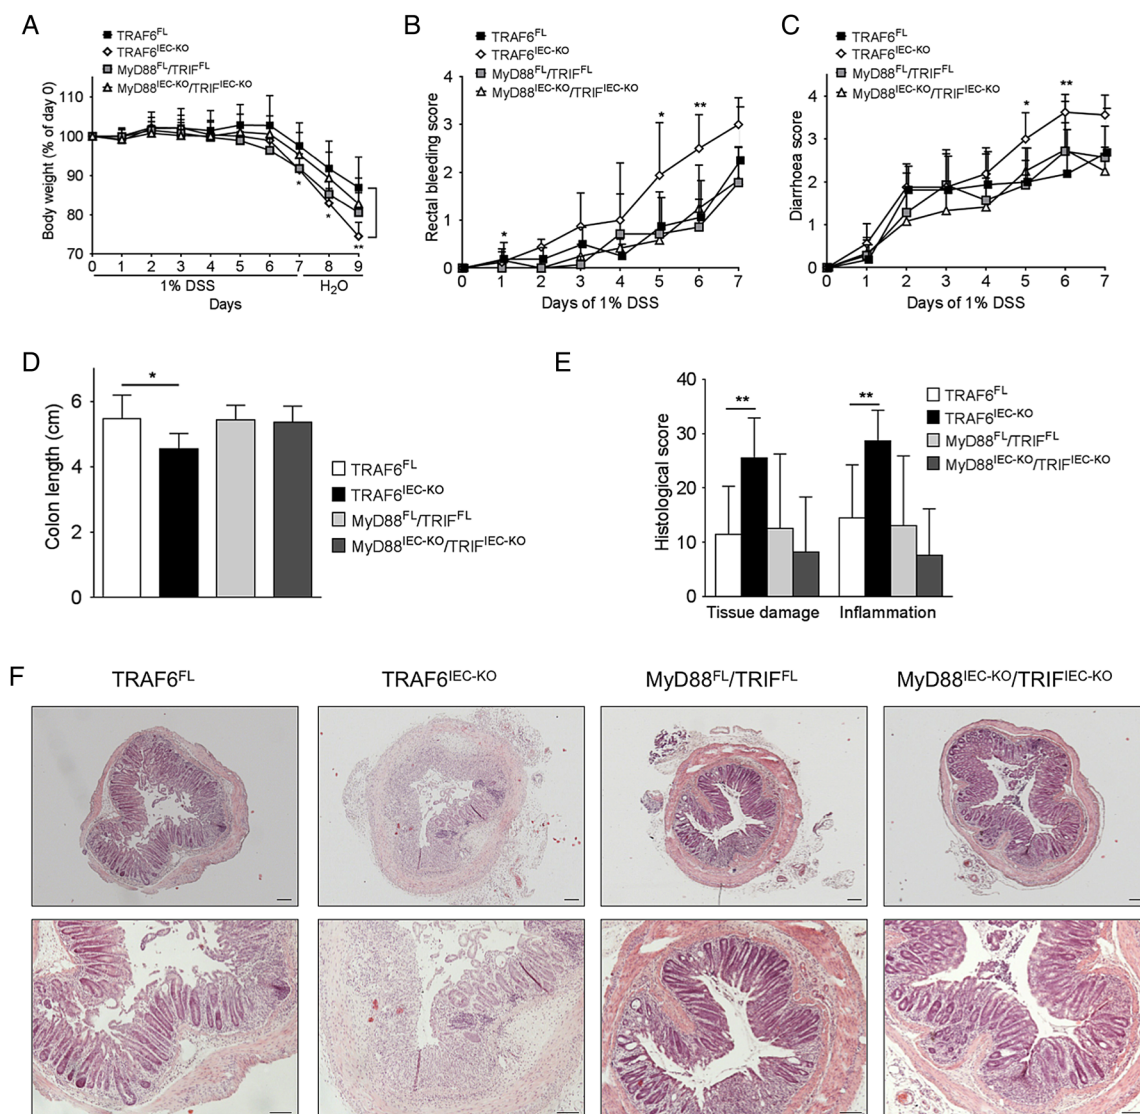 A
TRAF6FL
TRAF6IEC-KO
MyD88FL/TRIFFL
MyD88IEC-KO/TRIFIEC-KO
Body weight (% of day 0)
110
100
90
80
70
*
*
**
0 1 2 3 4 5 6 7 8 9
1% DSS H2O
Days
B
TRAF6FL
TRAF6IEC-KO
MyD88FL/TRIFFL
MyD88IEC-KO/TRIFIEC-KO
Rectal bleeding score
4
3
2
1
0
*
*
**
0 1 2 3 4 5 6 7
Days of 1% DSS
C
TRAF6FL
TRAF6IEC-KO
MyD88FL/TRIFFL
MyD88IEC-KO/TRIFIEC-KO
Diarrhoea score
4
3
2
1
0
*
**
0 1 2 3 4 5 6 7
Days of 1% DSS
D
Colon length (cm)
6
4
2
0
*
TRAF6FL
TRAF6IEC-KO
MyD88FL/TRIFFL
MyD88IEC-KO/TRIFIEC-KO
E
Histological score
40
30
20
10
0
**
**
Tissue damage Inflammation
TRAF6FL
TRAF6IEC-KO
MyD88FL/TRIFFL
MyD88IEC-KO/TRIFIEC-KO
F
TRAF6FL TRAF6IEC-KO MyD88FL/TRIFFL MyD88IEC-KO/TRIFIEC-KO